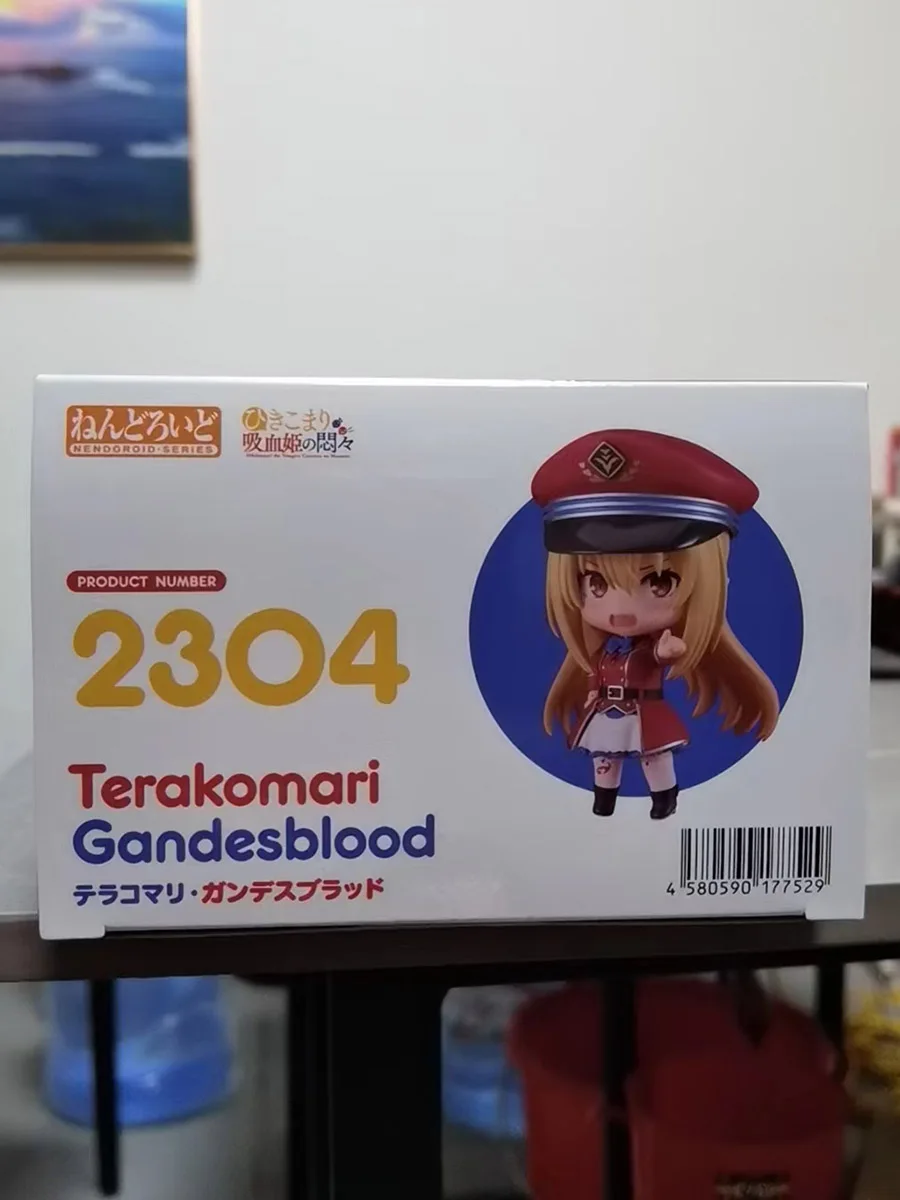 ねんどろいど
NENDOROID·SERIES
ひきこまり
吸血姫の悶々
PRODUCT NUMBER
2304
Terakomari
Gandesblood
テラコマリ・ガンデスブラッド
4 580590 177529